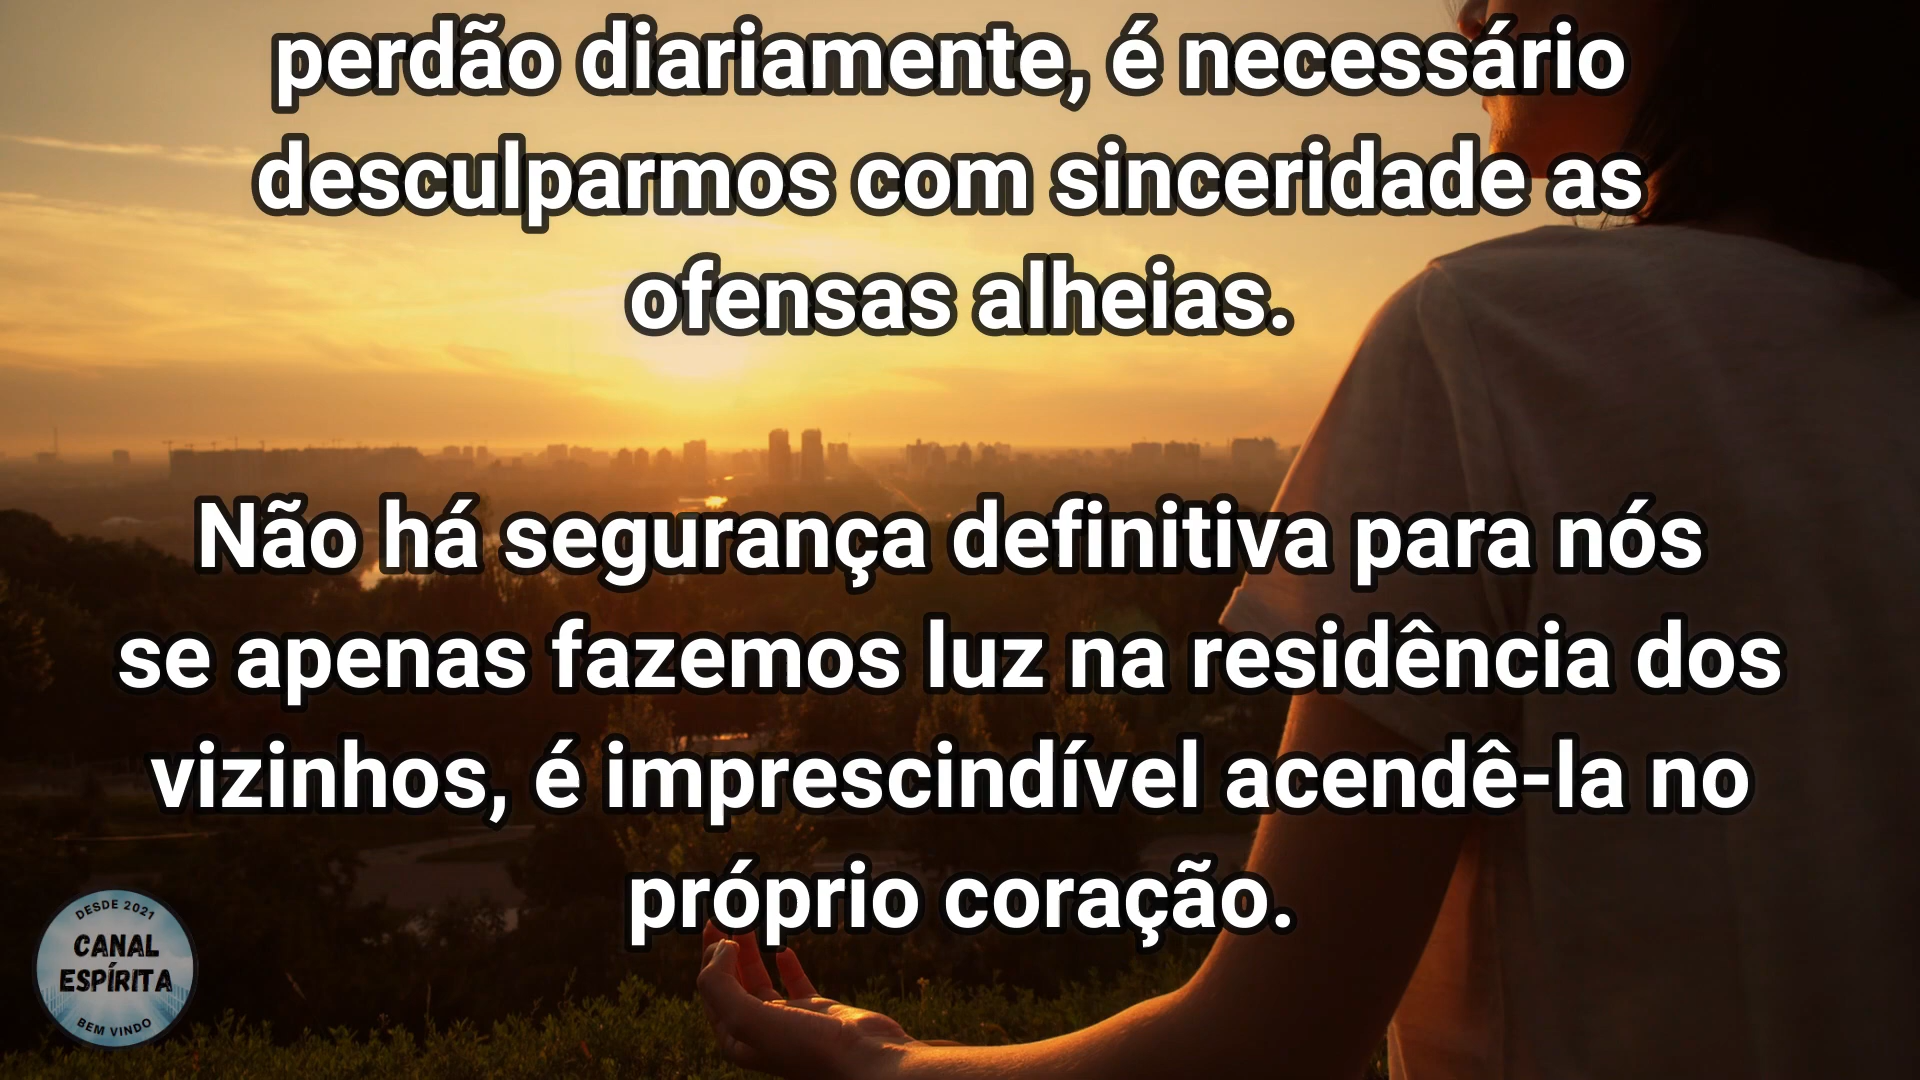 perdão diariamente, é necessário
desculparmos com sinceridade as
ofensas alheias.
Não há segurança definitiva para nós
se apenas fazemos luz na residência dos
vizinhos, é imprescindível acendê-la no
próprio coração.
DESDE 2021
CANAL
ESPÍRITA
BEM VINDO